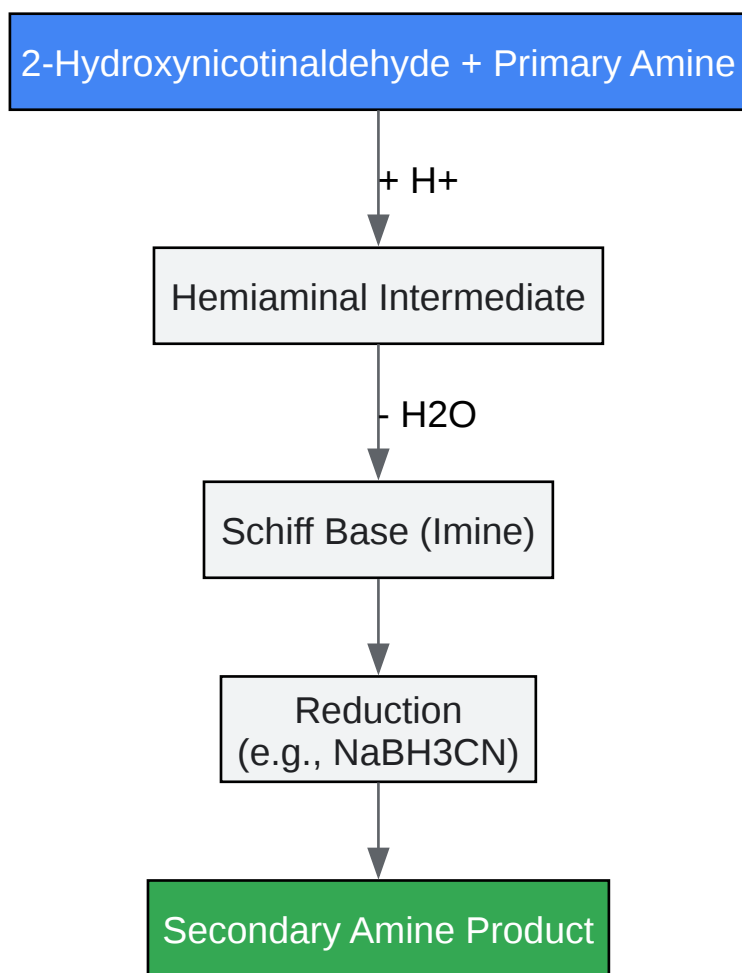 2-Hydroxynicotinaldehyde + Primary Amine
+ H+
Hemiaminal Intermediate
- H2O
Schiff Base (Imine)
Reduction
(e.g., NaBH3CN)
Secondary Amine Product